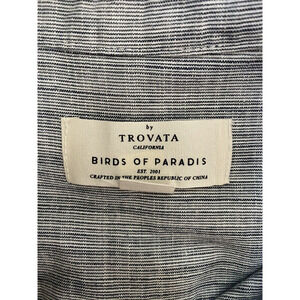 by
TROVATA
CALIFORNIA
BIRDS OF PARADIS
EST. 2001
CRAFTED IN THE PEOPLES REPUBLIC OF CHINA